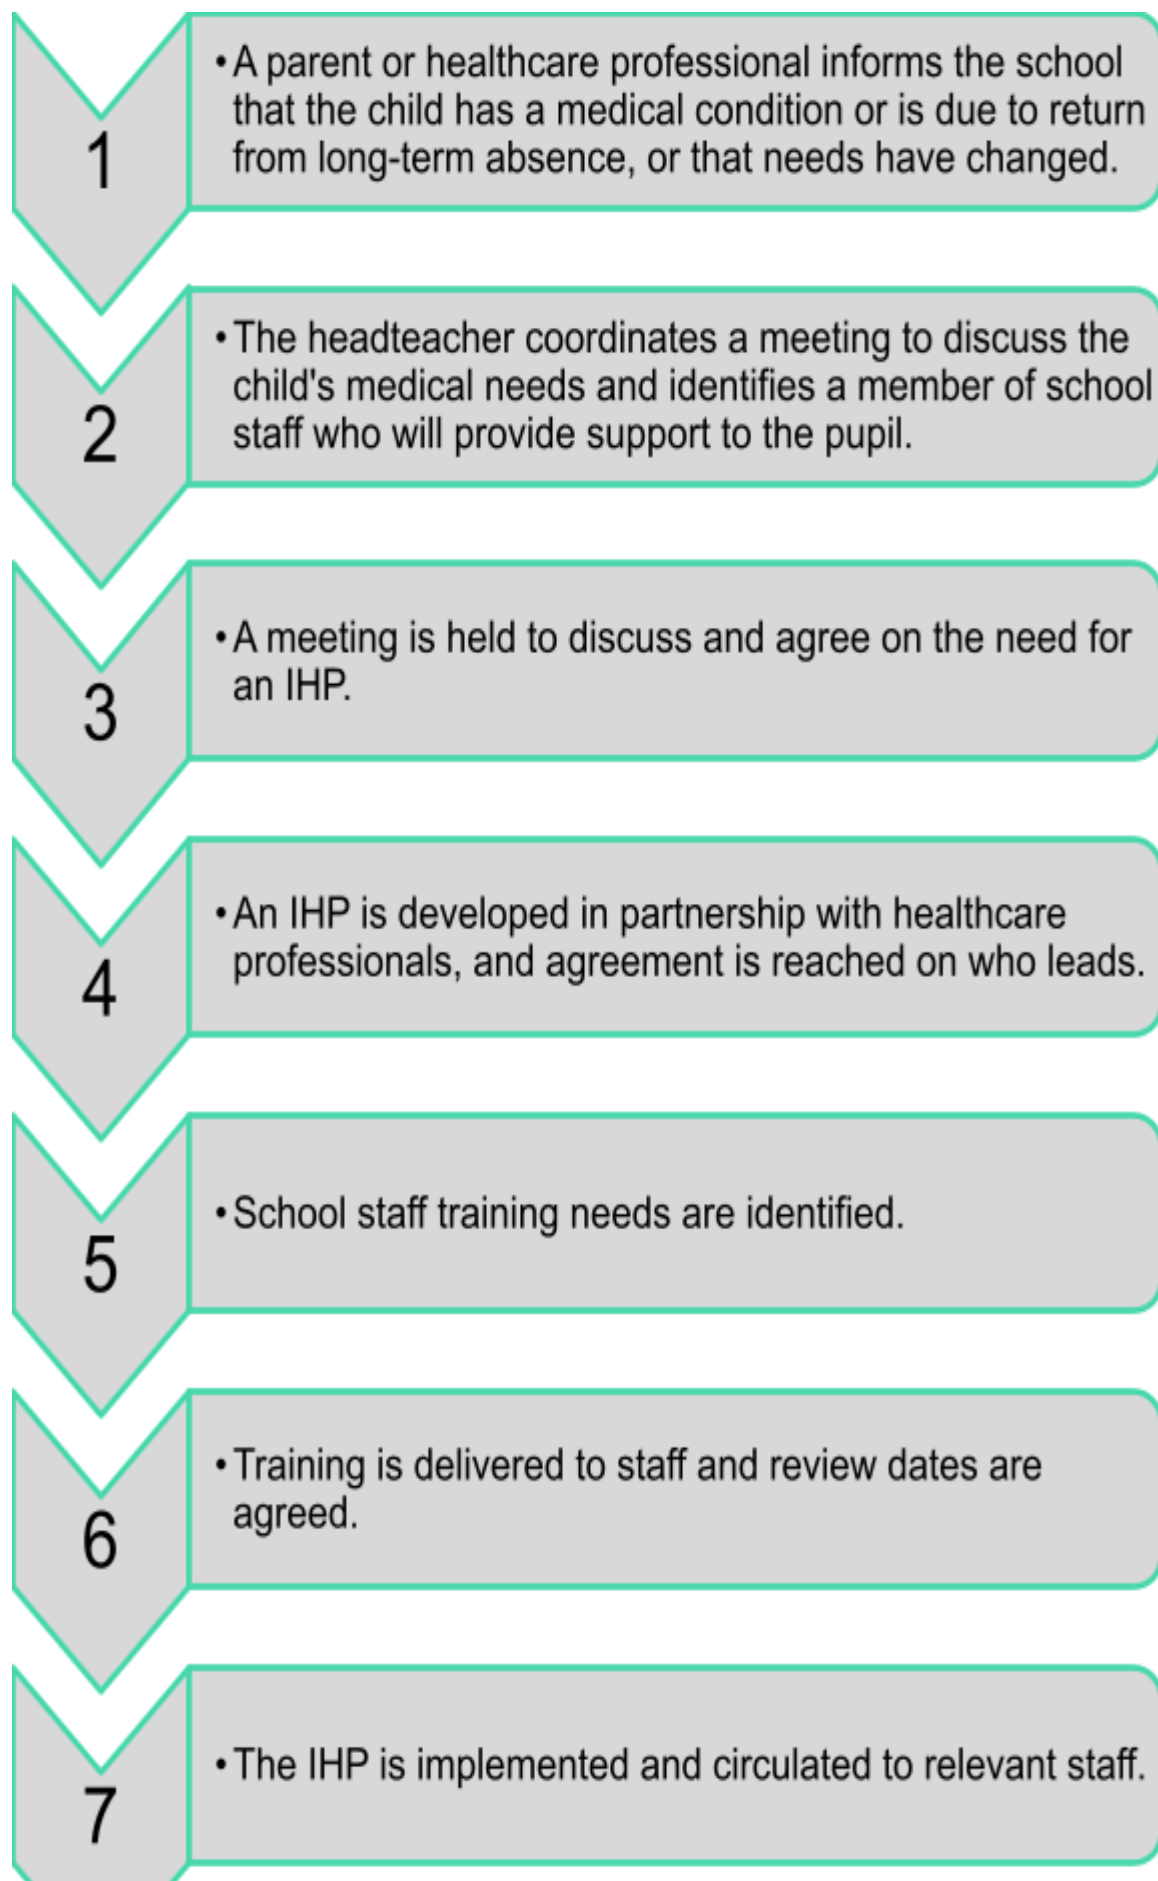 1
• A parent or healthcare professional informs the school
that the child has a medical condition or is due to return
from long-term absence, or that needs have changed.
2
• The headteacher coordinates a meeting to discuss the
child's medical needs and identifies a member of school
staff who will provide support to the pupil.
3
• A meeting is held to discuss and agree on the need for
an IHP.
4
• An IHP is developed in partnership with healthcare
professionals, and agreement is reached on who leads.
5
• School staff training needs are identified.
6
• Training is delivered to staff and review dates are
agreed.
7
• The IHP is implemented and circulated to relevant staff.